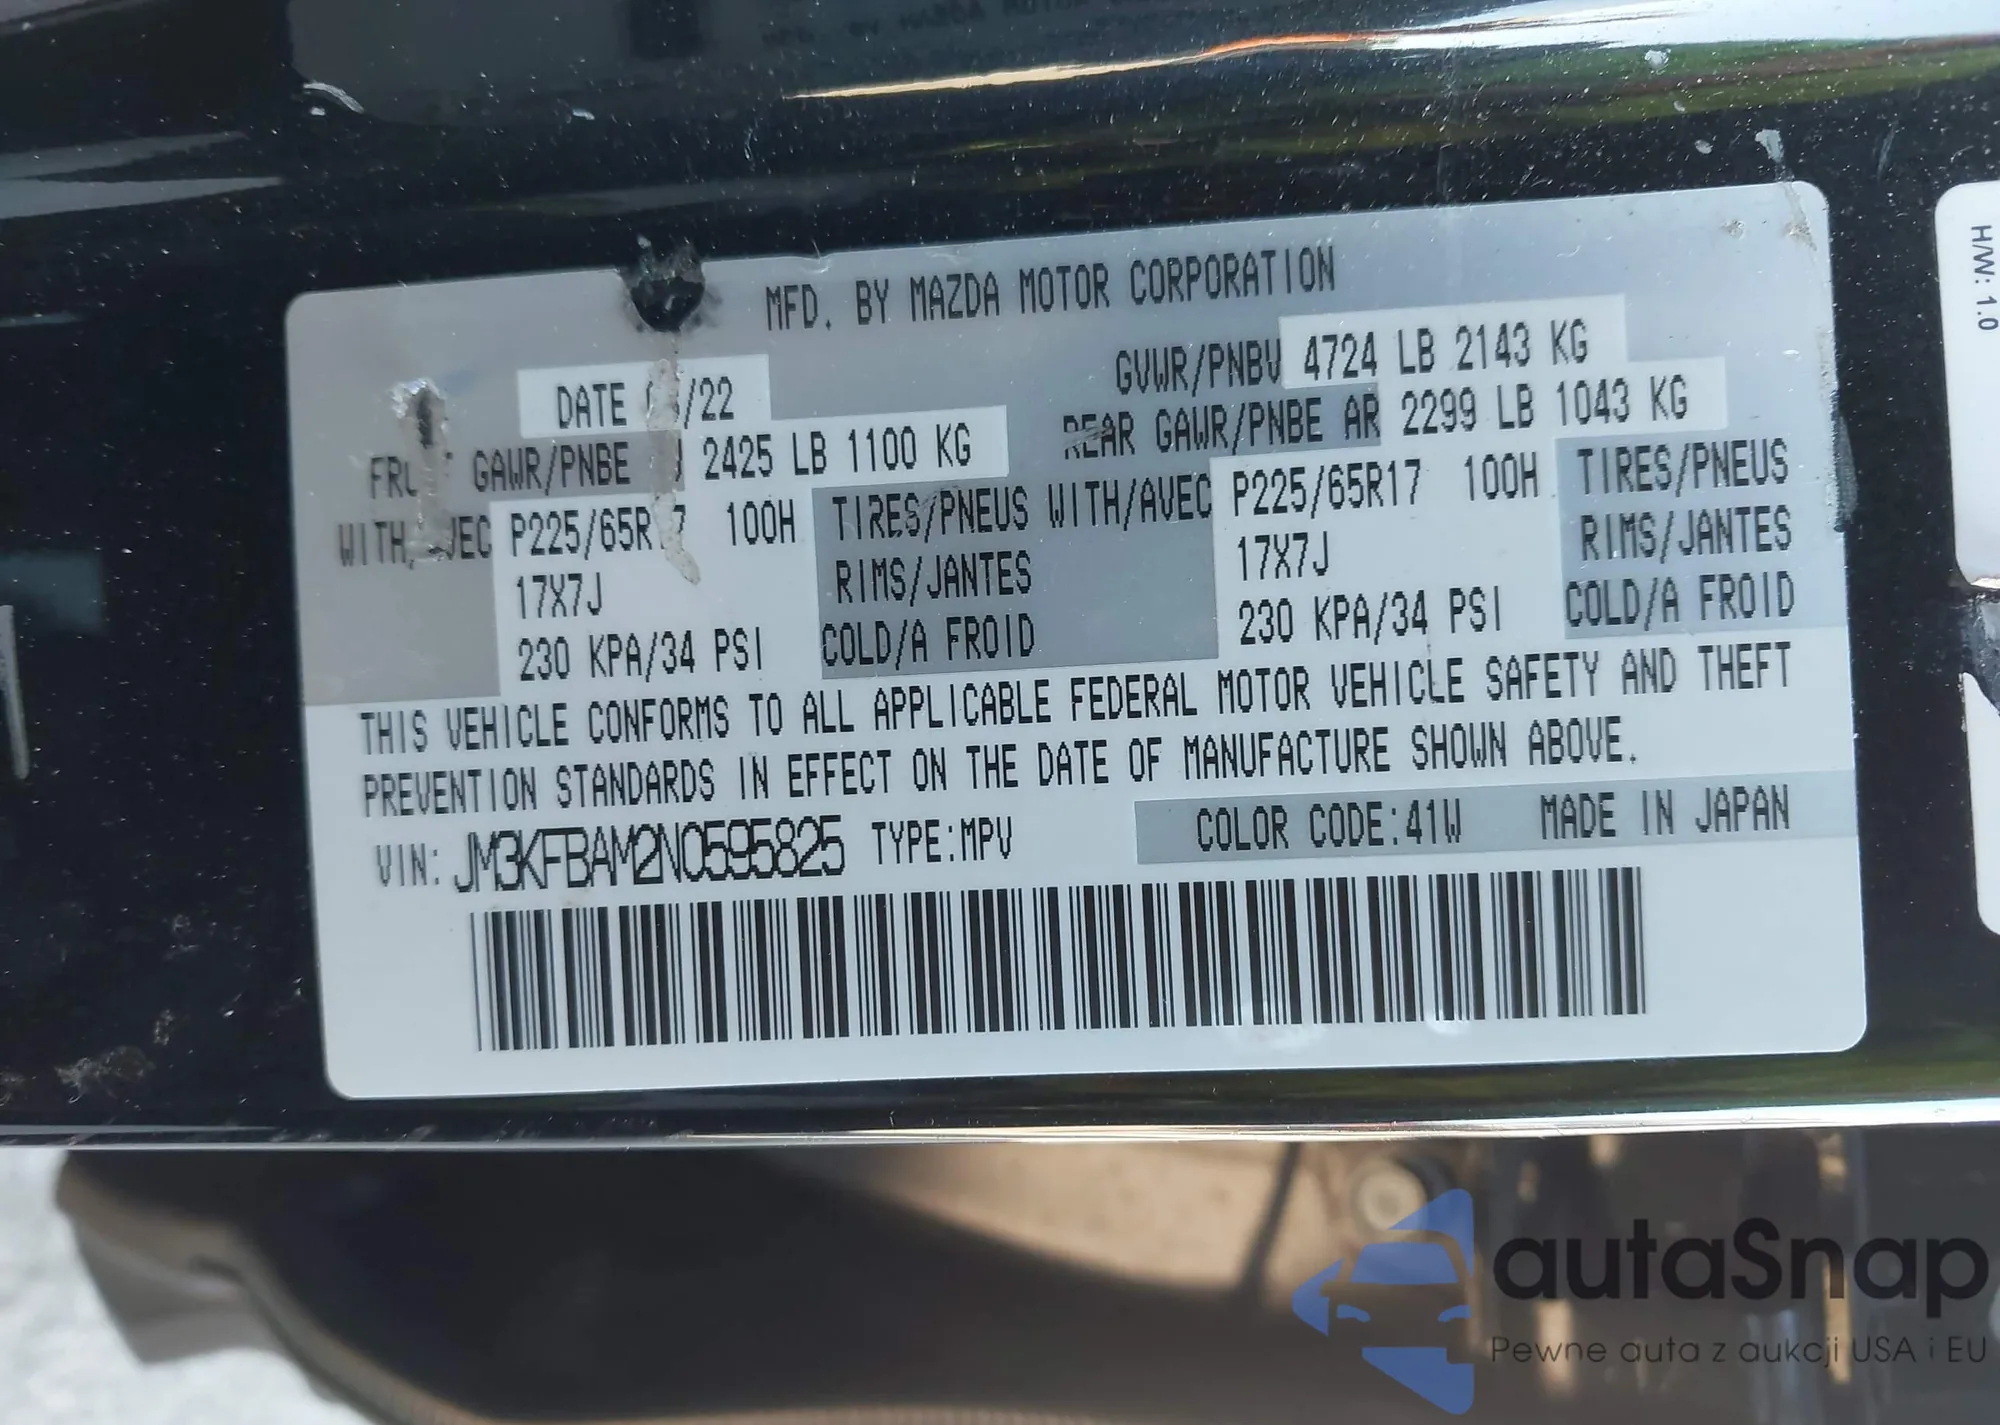 MFD. BY MAZDA MOTOR CORPORATION
DATE /22
GVWR/PNBV 4724 LB 2143 KG
GAWR/PNBE 2425 LB 1100 KG
REAR GAWR/PNBE AR 2299 LB 1043 KG
P225/65R17 100H TIRES/PNEUS WITH/AVEC P225/65R17 100H TIRES/PNEUS
17X7J RIMS/JANTES 17X7J RIMS/JANTES
230 KPA/34 PSI COLD/A FROID 230 KPA/34 PSI COLD/A FROID
THIS VEHICLE CONFORMS TO ALL APPLICABLE FEDERAL MOTOR VEHICLE SAFETY AND THEFT
PREVENTION STANDARDS IN EFFECT ON THE DATE OF MANUFACTURE SHOWN ABOVE.
VIN: JM3KFBAM2N0595825 TYPE:MPV COLOR CODE:41W MADE IN JAPAN
H/W: 1.0
autaSnap
Pewne auta z aukcji USA i EU